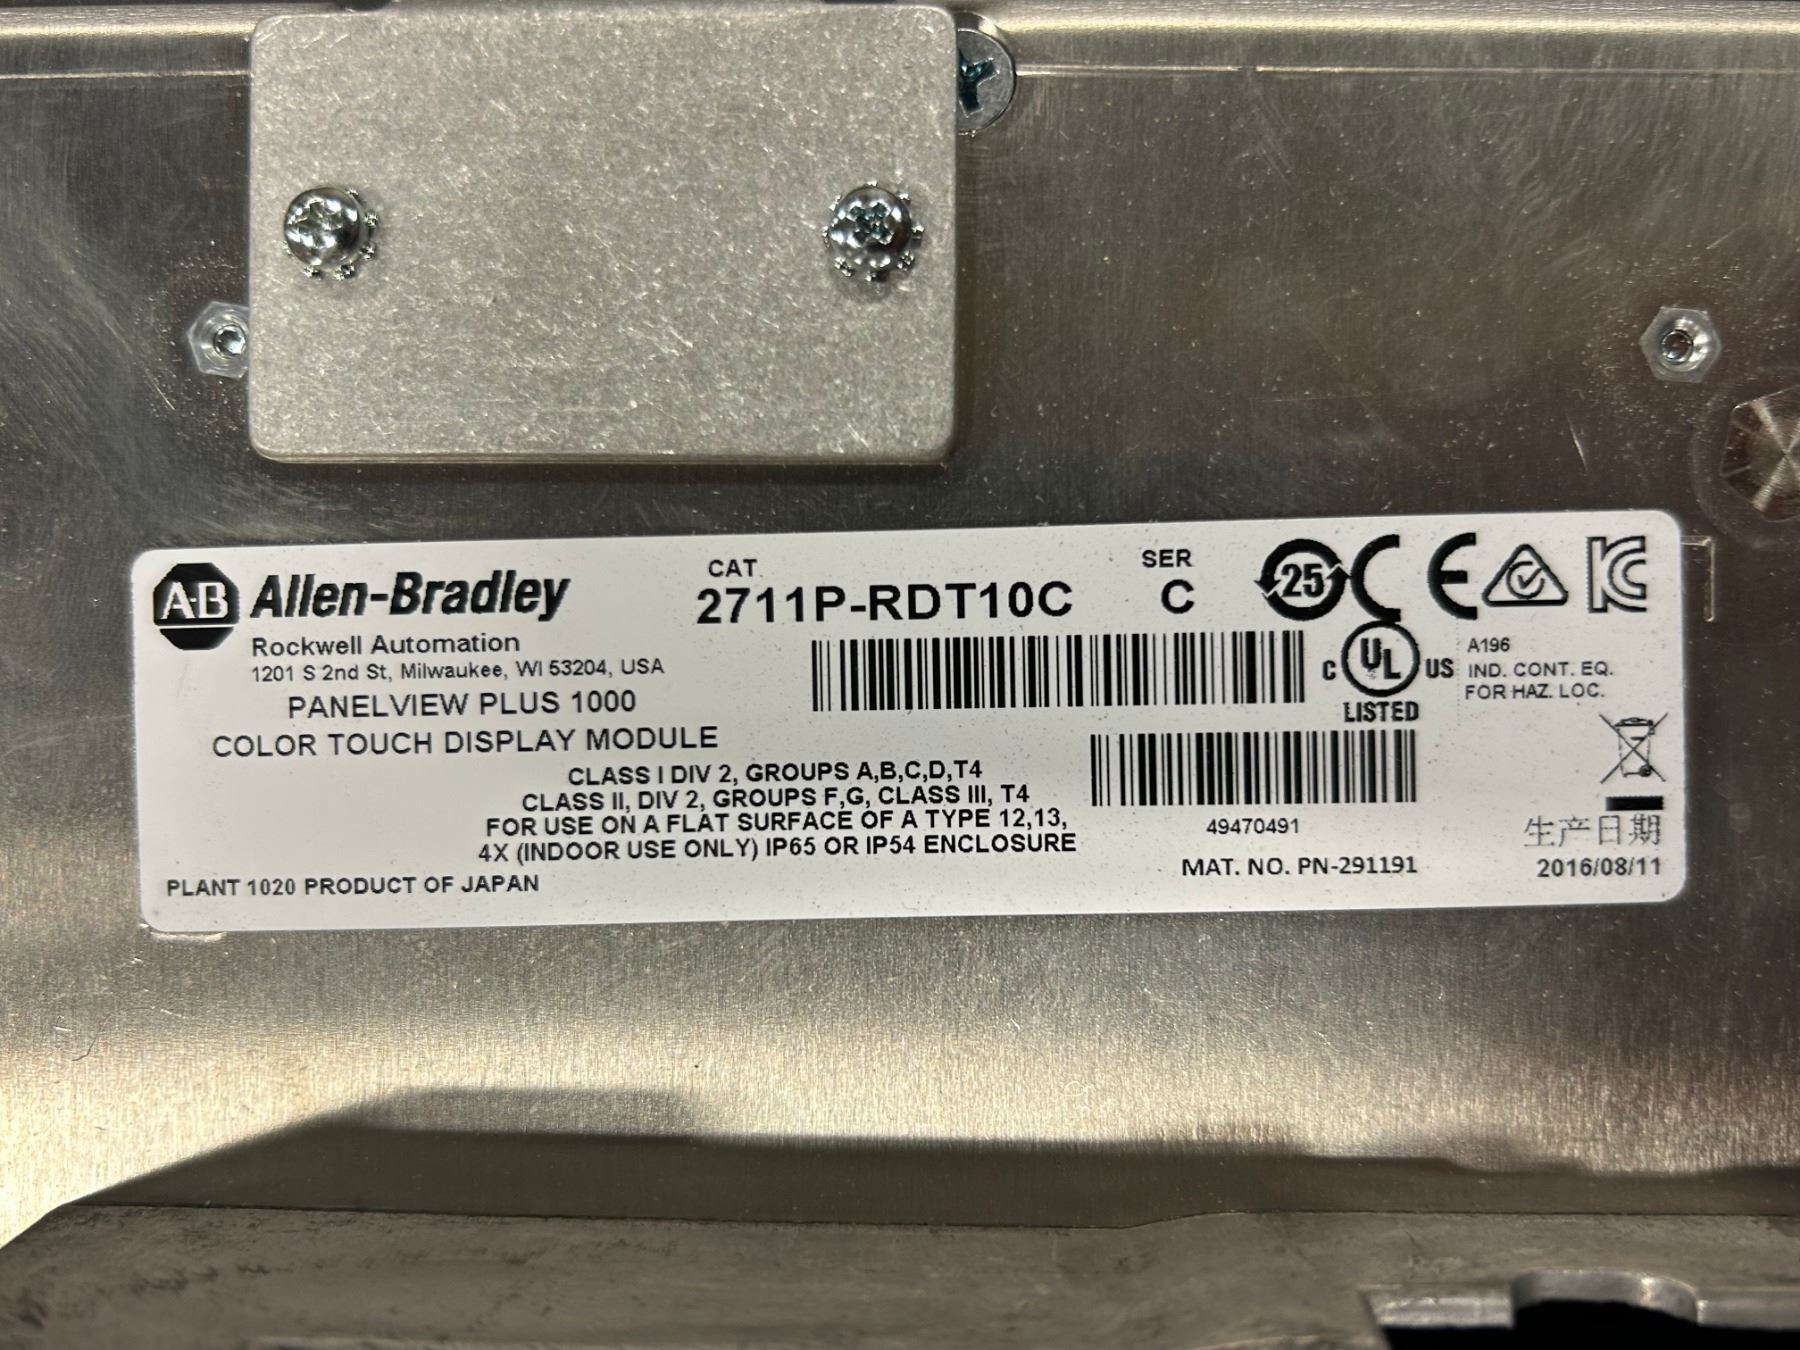 A-B Allen-Bradley
Rockwell Automation
1201 S 2nd St, Milwaukee, WI 53204, USA
PANELVIEW PLUS 1000
COLOR TOUCH DISPLAY MODULE
CAT
2711P-RDT10C
SER
C
25
CE
KC
C UL US
LISTED
A196
IND. CONT. EQ.
FOR HAZ. LOC.
CLASS I DIV 2, GROUPS A,B,C,D,T4
CLASS II, DIV 2, GROUPS F,G, CLASS III, T4
FOR USE ON A FLAT SURFACE OF A TYPE 12,13,
4X (INDOOR USE ONLY) IP65 OR IP54 ENCLOSURE
PLANT 1020 PRODUCT OF JAPAN
49470491
MAT. NO. PN-291191
生产日期
2016/08/11